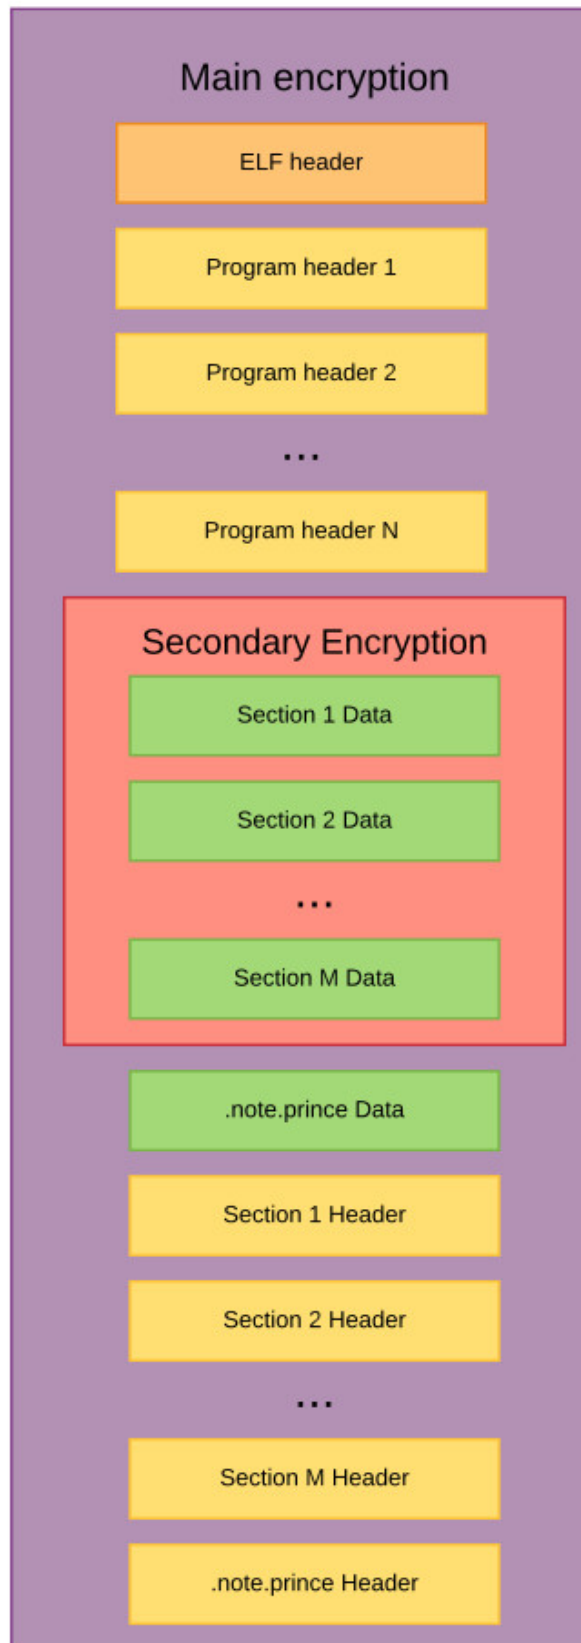 Main encryption
ELF header
Program header 1
Program header 2
...
Program header N
Secondary Encryption
Section 1 Data
Section 2 Data
...
Section M Data
.note.prince Data
Section 1 Header
Section 2 Header
...
Section M Header
.note.prince Header